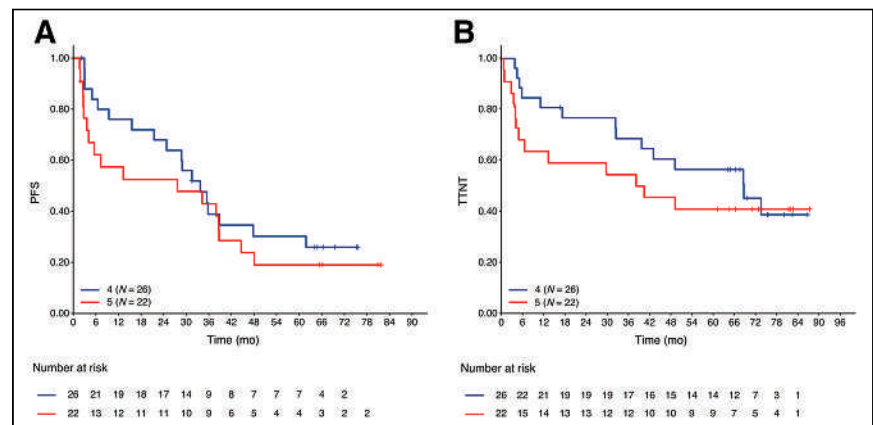 A
1.00
0.80
0.60
0.40
0.20
0.00
PFS
4 (N = 26)
5 (N = 22)
0 6 12 18 24 30 36 42 48 54 60 66 72 78 84 90
Time (mo)
Number at risk
26 21 19 18 17 14 9 8 7 7 7 4 2
22 13 12 11 11 10 9 6 5 4 4 3 2 2
B
1.00
0.80
0.60
0.40
0.20
0.00
TTNT
4 (N = 26)
5 (N = 22)
0 6 12 18 24 30 36 42 48 54 60 66 72 78 84 90 96
Time (mo)
Number at risk
26 22 21 19 19 19 17 16 15 14 14 12 7 3 1
22 15 14 13 13 12 12 10 10 9 9 7 5 4 1